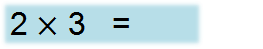 2 × 3 =